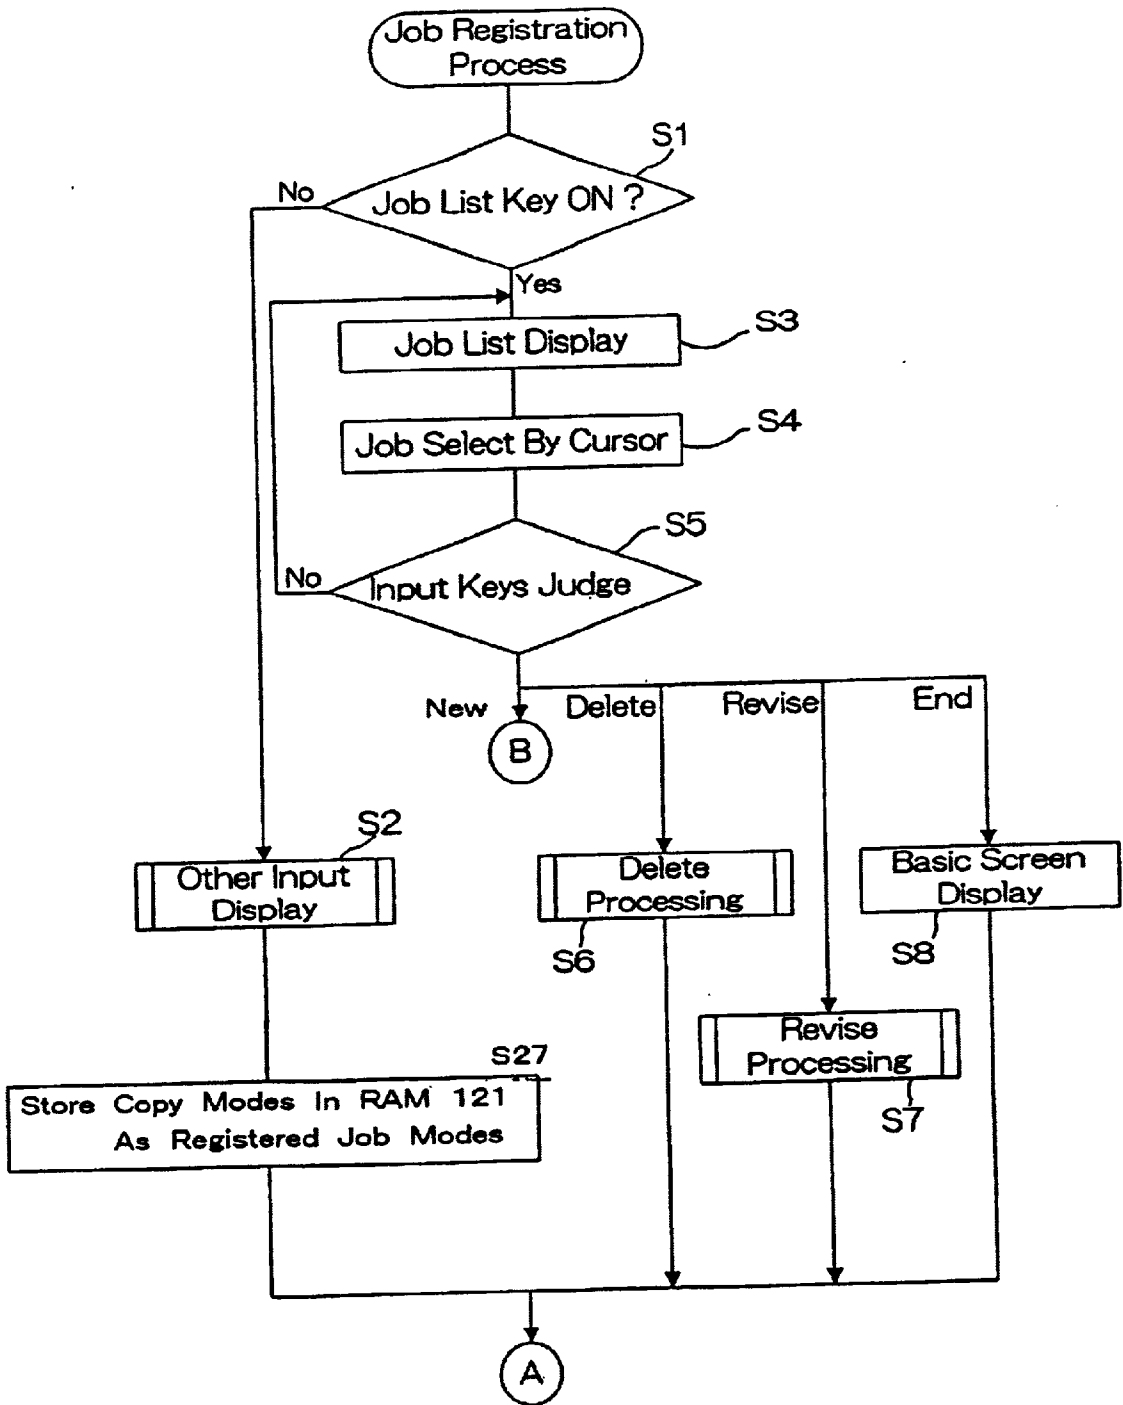 Job Registration
Process
S1
No
Job List Key ON ?
Yes
S3
Job List Display
S4
Job Select By Cursor
S5
No
Input Keys Judge
New
Delete
Revise
End
B
S2
Other Input
Display
Delete
Processing
S6
Basic Screen
Display
S8
Revise
Processing
S7
S27
Store Copy Modes In RAM 121
As Registered Job Modes
A